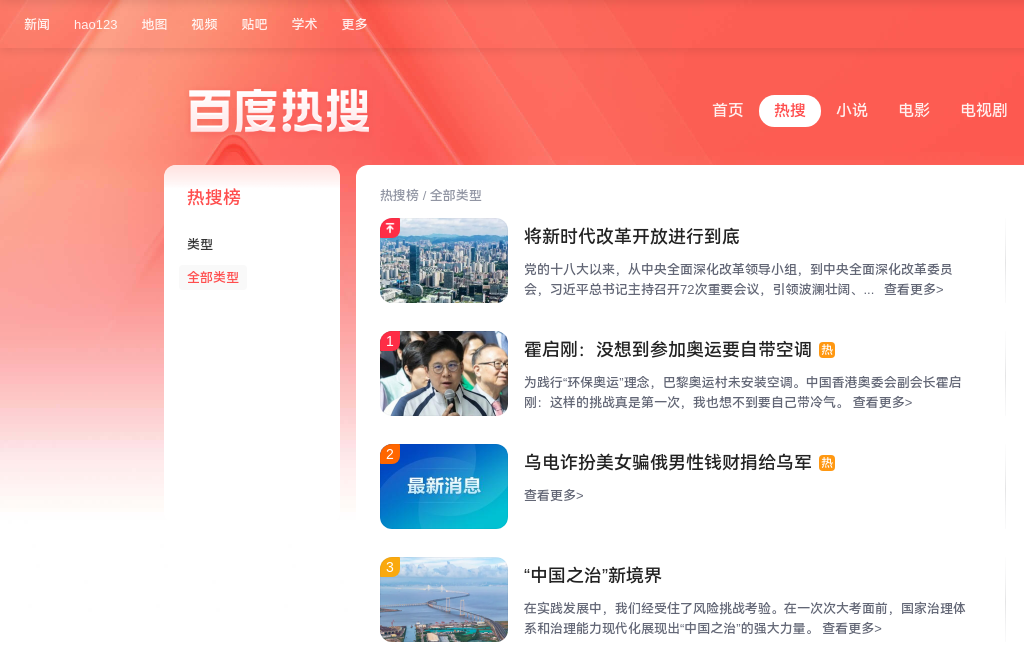 新闻 hao123 地图 视频 贴吧 学术 更多
百度热搜
首页 热搜 小说 电影 电视剧
热搜榜
类型
全部类型
热搜榜 / 全部类型
将新时代改革开放进行到底
党的十八大以来，从中央全面深化改革领导小组，到中央全面深化改革委员
会，习近平总书记主持召开72次重要会议，引领波澜壮阔、... 查看更多>
1
霍启刚：没想到参加奥运要自带空调 热
为践行“环保奥运”理念，巴黎奥运村未安装空调。中国香港奥委会副会长霍启
刚：这样的挑战真是第一次，我也想不到要自己带冷气。 查看更多>
2
最新消息
乌电诈扮美女骗俄男性钱财捐给乌军 热
查看更多>
3
“中国之治”新境界
在实践发展中，我们经受住了风险挑战考验。在一次次大考面前，国家治理体
系和治理能力现代化展现出“中国之治”的强大力量。 查看更多>